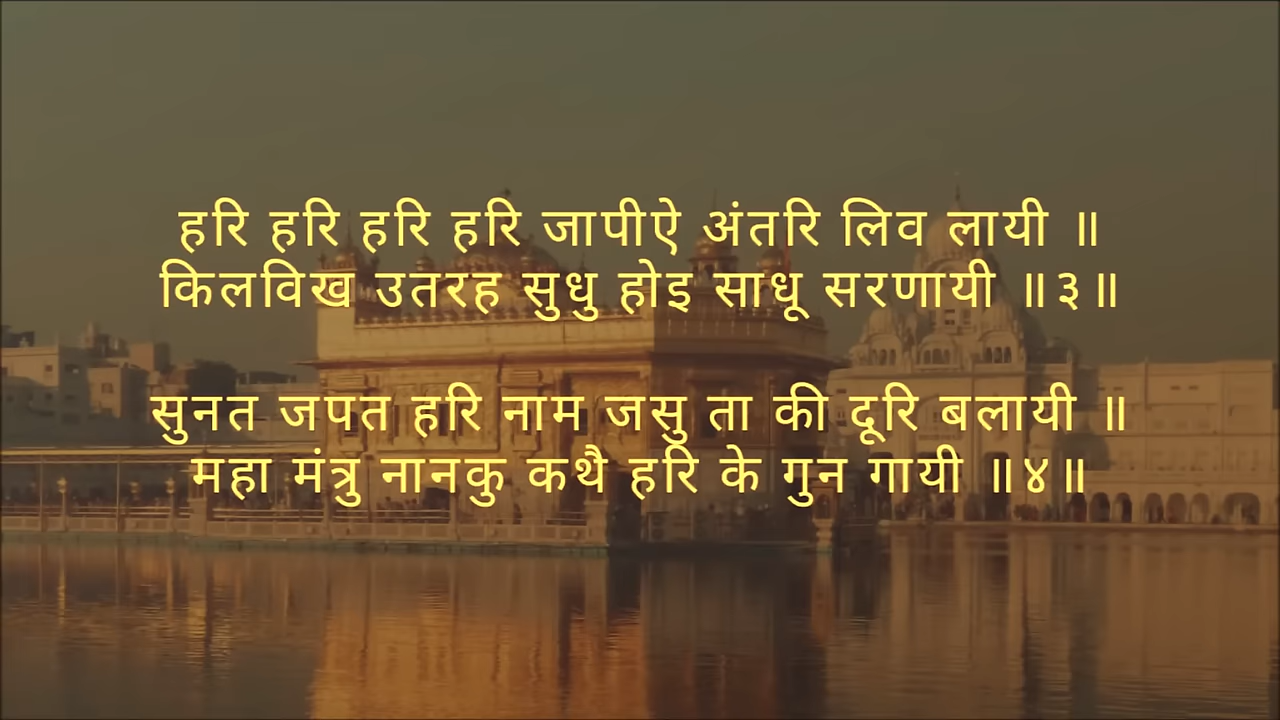 हरि हरि हरि हरि जापीऐ अंतरि लिव लायी ॥
किलविख उतरह सुधु होइ साधू सरणायी ॥३॥
सुनत जपत हरि नाम जसु ता की दूरि बलायी ॥
महा मंत्रु नानकु कथै हरि के गुन गायी ॥४॥